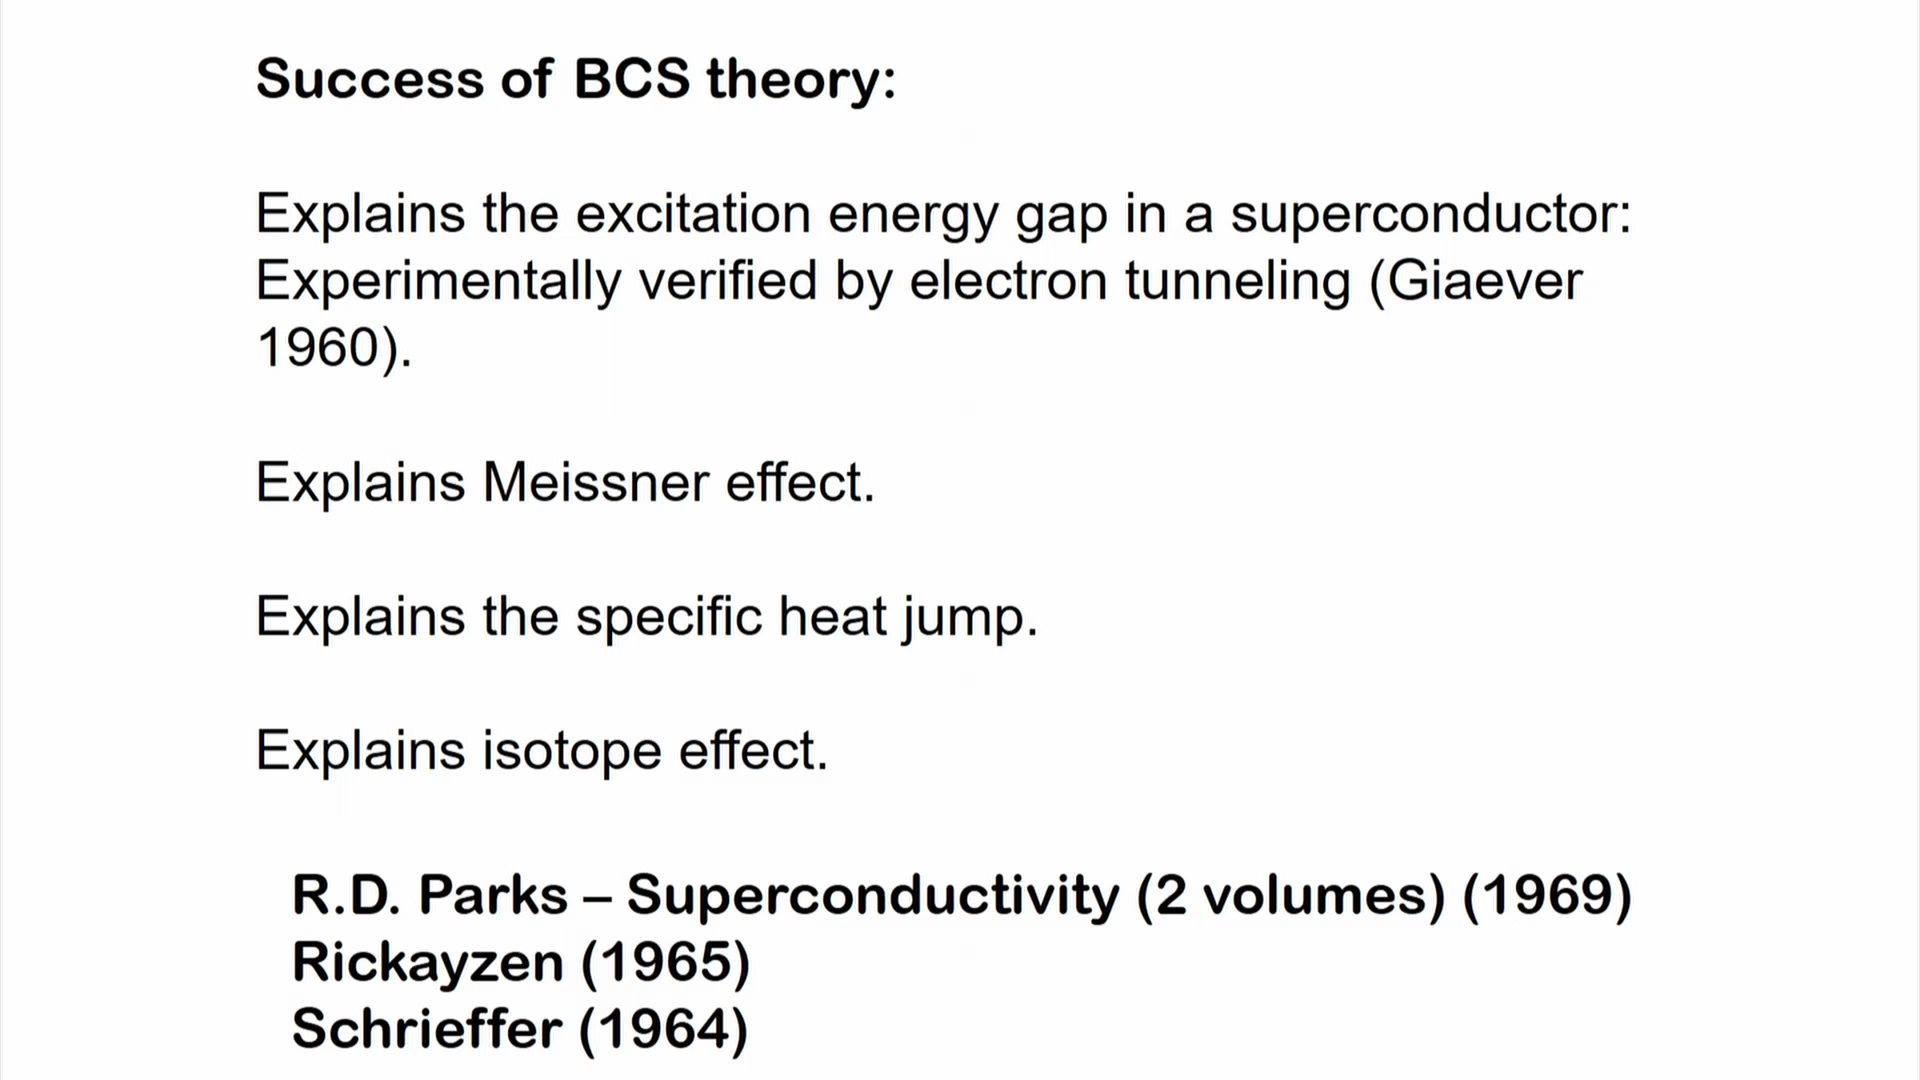 Success of BCS theory:
Explains the excitation energy gap in a superconductor:
Experimentally verified by electron tunneling (Giaever
1960).
Explains Meissner effect.
Explains the specific heat jump.
Explains isotope effect.
R.D. Parks – Superconductivity (2 volumes) (1969)
Rickayzen (1965)
Schrieffer (1964)